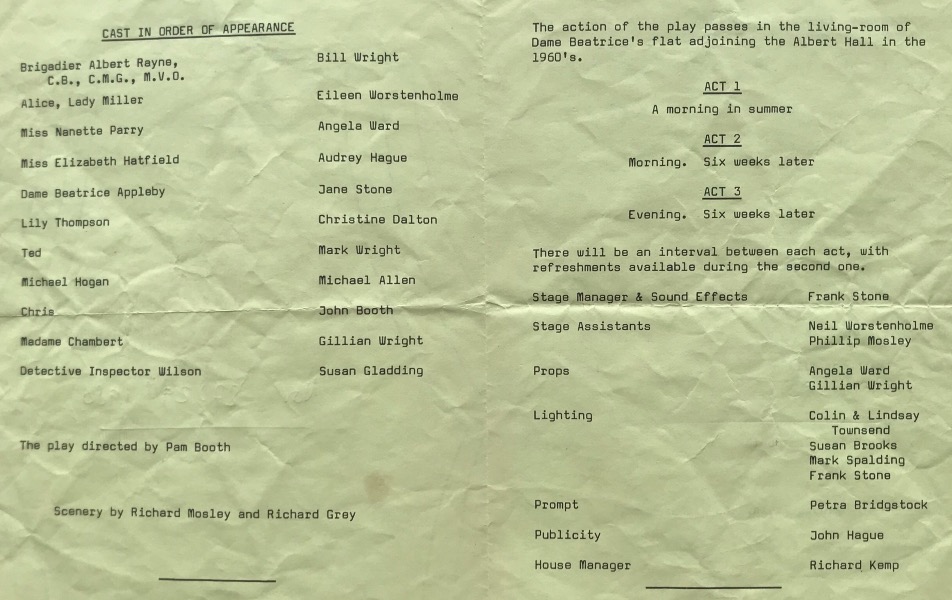 CAST IN ORDER OF APPEARANCE
Brigadier Albert Rayne, Bill Wright
C.B., C.M.G., M.V.O.
Alice, Lady Miller Eileen Worstenholme
Miss Nanette Parry Angela Ward
Miss Elizabeth Hatfield Audrey Hague
Dame Beatrice Appleby Jane Stone
Lily Thompson Christine Dalton
Ted Mark Wright
Michael Hogan Michael Allen
Chris John Booth
Madame Chambert Gillian Wright
Detective Inspector Wilson Susan Gladding
The play directed by Pam Booth
Scenery by Richard Mosley and Richard Grey
The action of the play passes in the living-room of
Dame Beatrice's flat adjoining the Albert Hall in the
1960's.
ACT 1
A morning in summer
ACT 2
Morning. Six weeks later
ACT 3
Evening. Six weeks later
There will be an interval between each act, with
refreshments available during the second one.
Stage Manager & Sound Effects Frank Stone
Stage Assistants Neil Worstenholme
Phillip Mosley
Props Angela Ward
Gillian Wright
Lighting Colin & Lindsay
Townsend
Susan Brooks
Mark Spalding
Frank Stone
Prompt Petra Bridgstock
Publicity John Hague
House Manager Richard Kemp